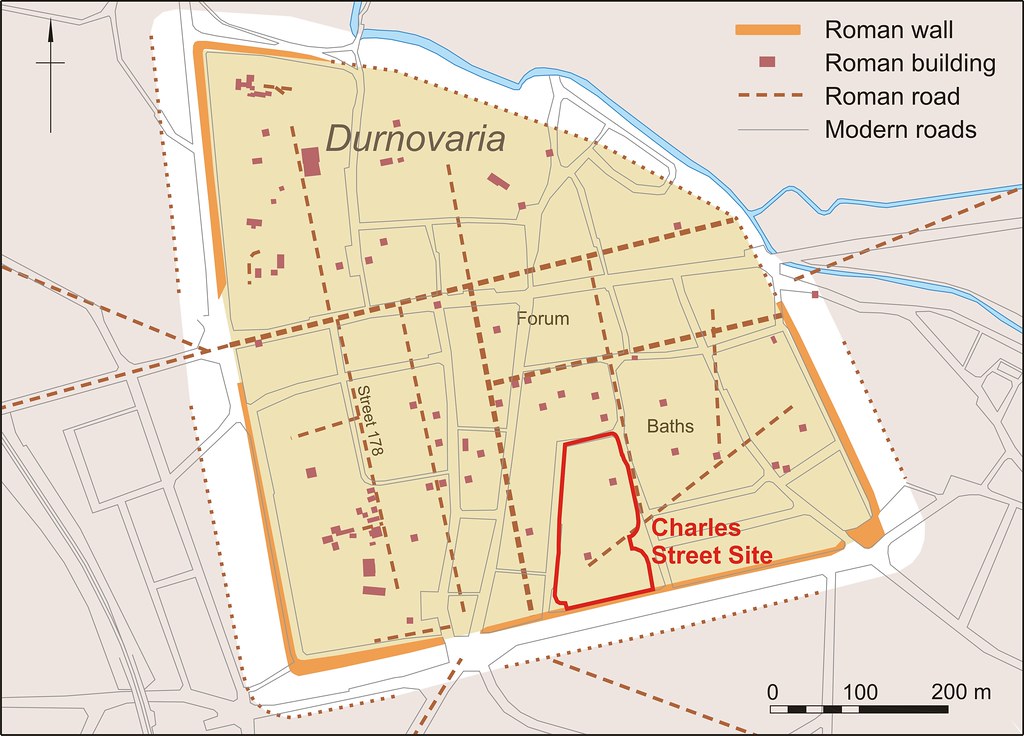 Roman wall
Roman building
Roman road
Modern roads
Durnovaria
Forum
Street 178
Baths
Charles
Street Site
0 100 200 m